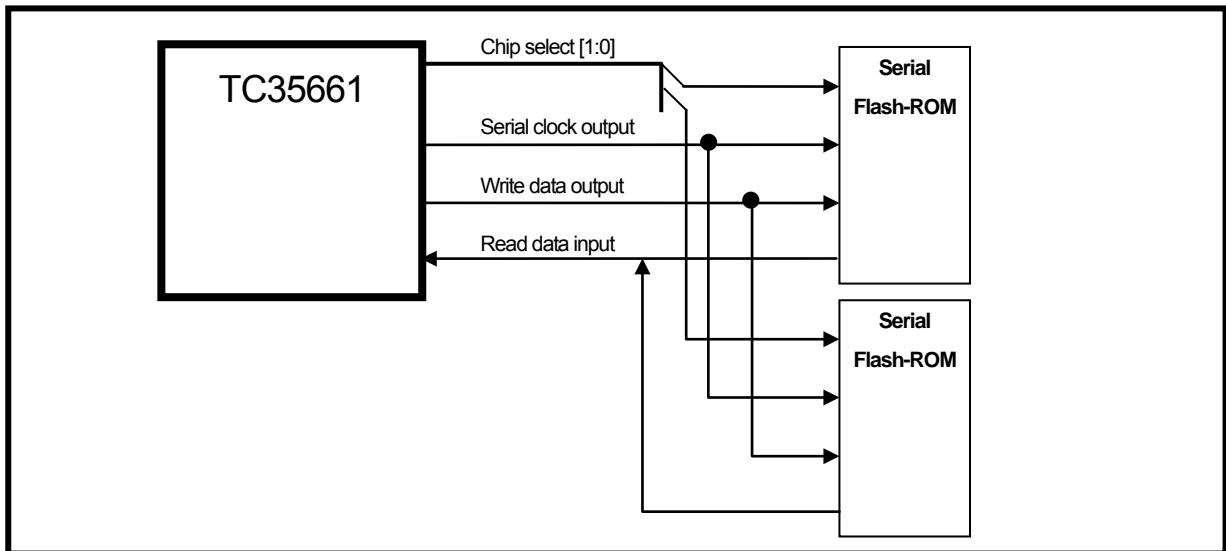 TC35661
Chip select [1:0]
Serial clock output
Write data output
Read data input
Serial
Flash-ROM
Serial
Flash-ROM